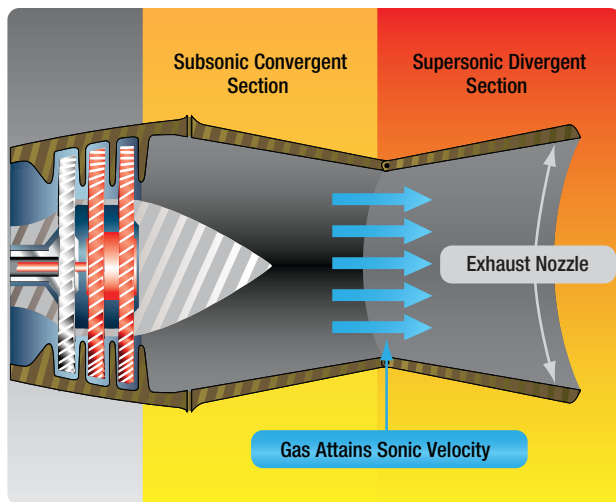 Subsonic Convergent
Section
Supersonic Divergent
Section
Exhaust Nozzle
Gas Attains Sonic Velocity